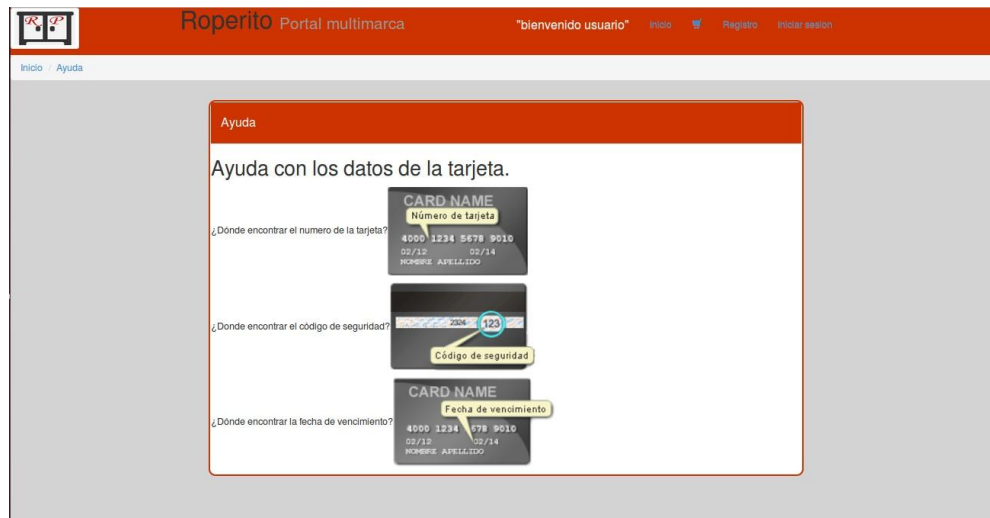 R P
Roperito Portal multimarca
"bienvenido usuario" Inicio Registro Iniciar sesion
Inicio / Ayuda
Ayuda
Ayuda con los datos de la tarjeta.
¿Dónde encontrar el numero de la tarjeta?
CARD NAME
Número de tarjeta
4000 1234 5678 9010
02/12 02/14
NOMBRE APELLIDO
¿Donde encontrar el código de seguridad?
2324 123
Código de seguridad
¿Dónde encontrar la fecha de vencimiento?
CARD NAME
Fecha de vencimiento
4000 1234 5678 9010
02/12 02/14
NOMBRE APELLIDO